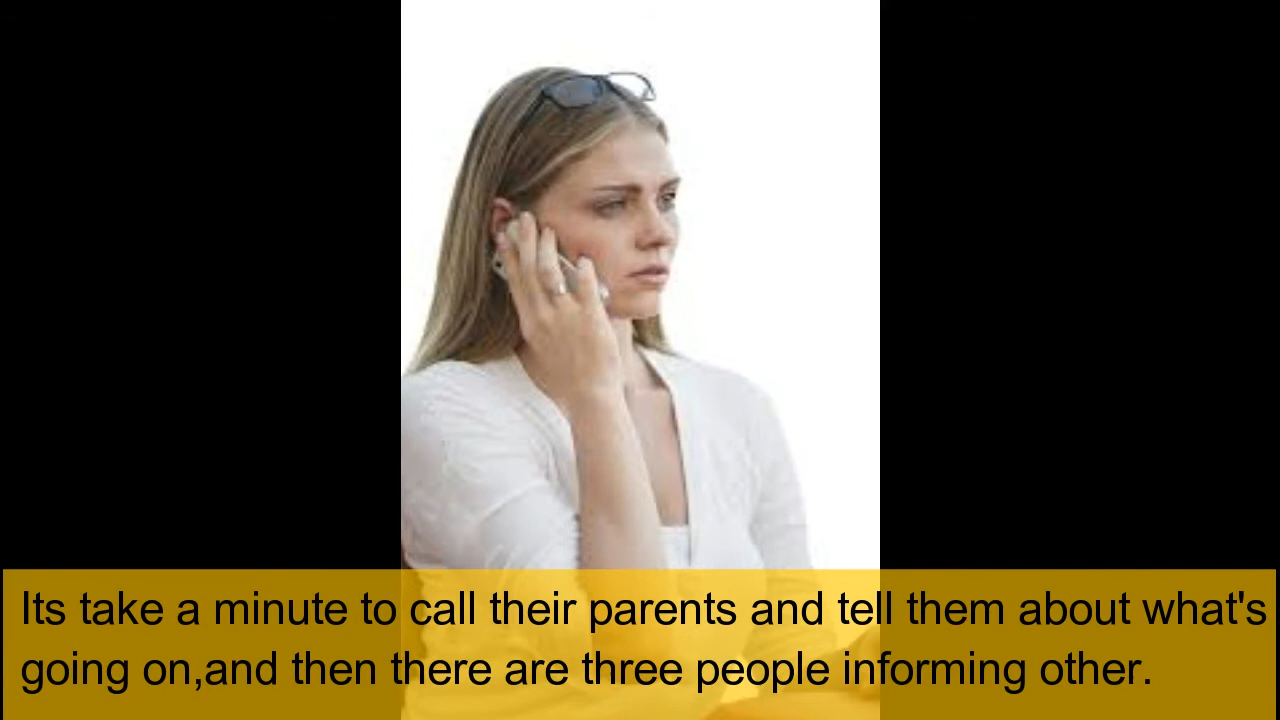 Its take a minute to call their parents and tell them about what's
going on,and then there are three people informing other.